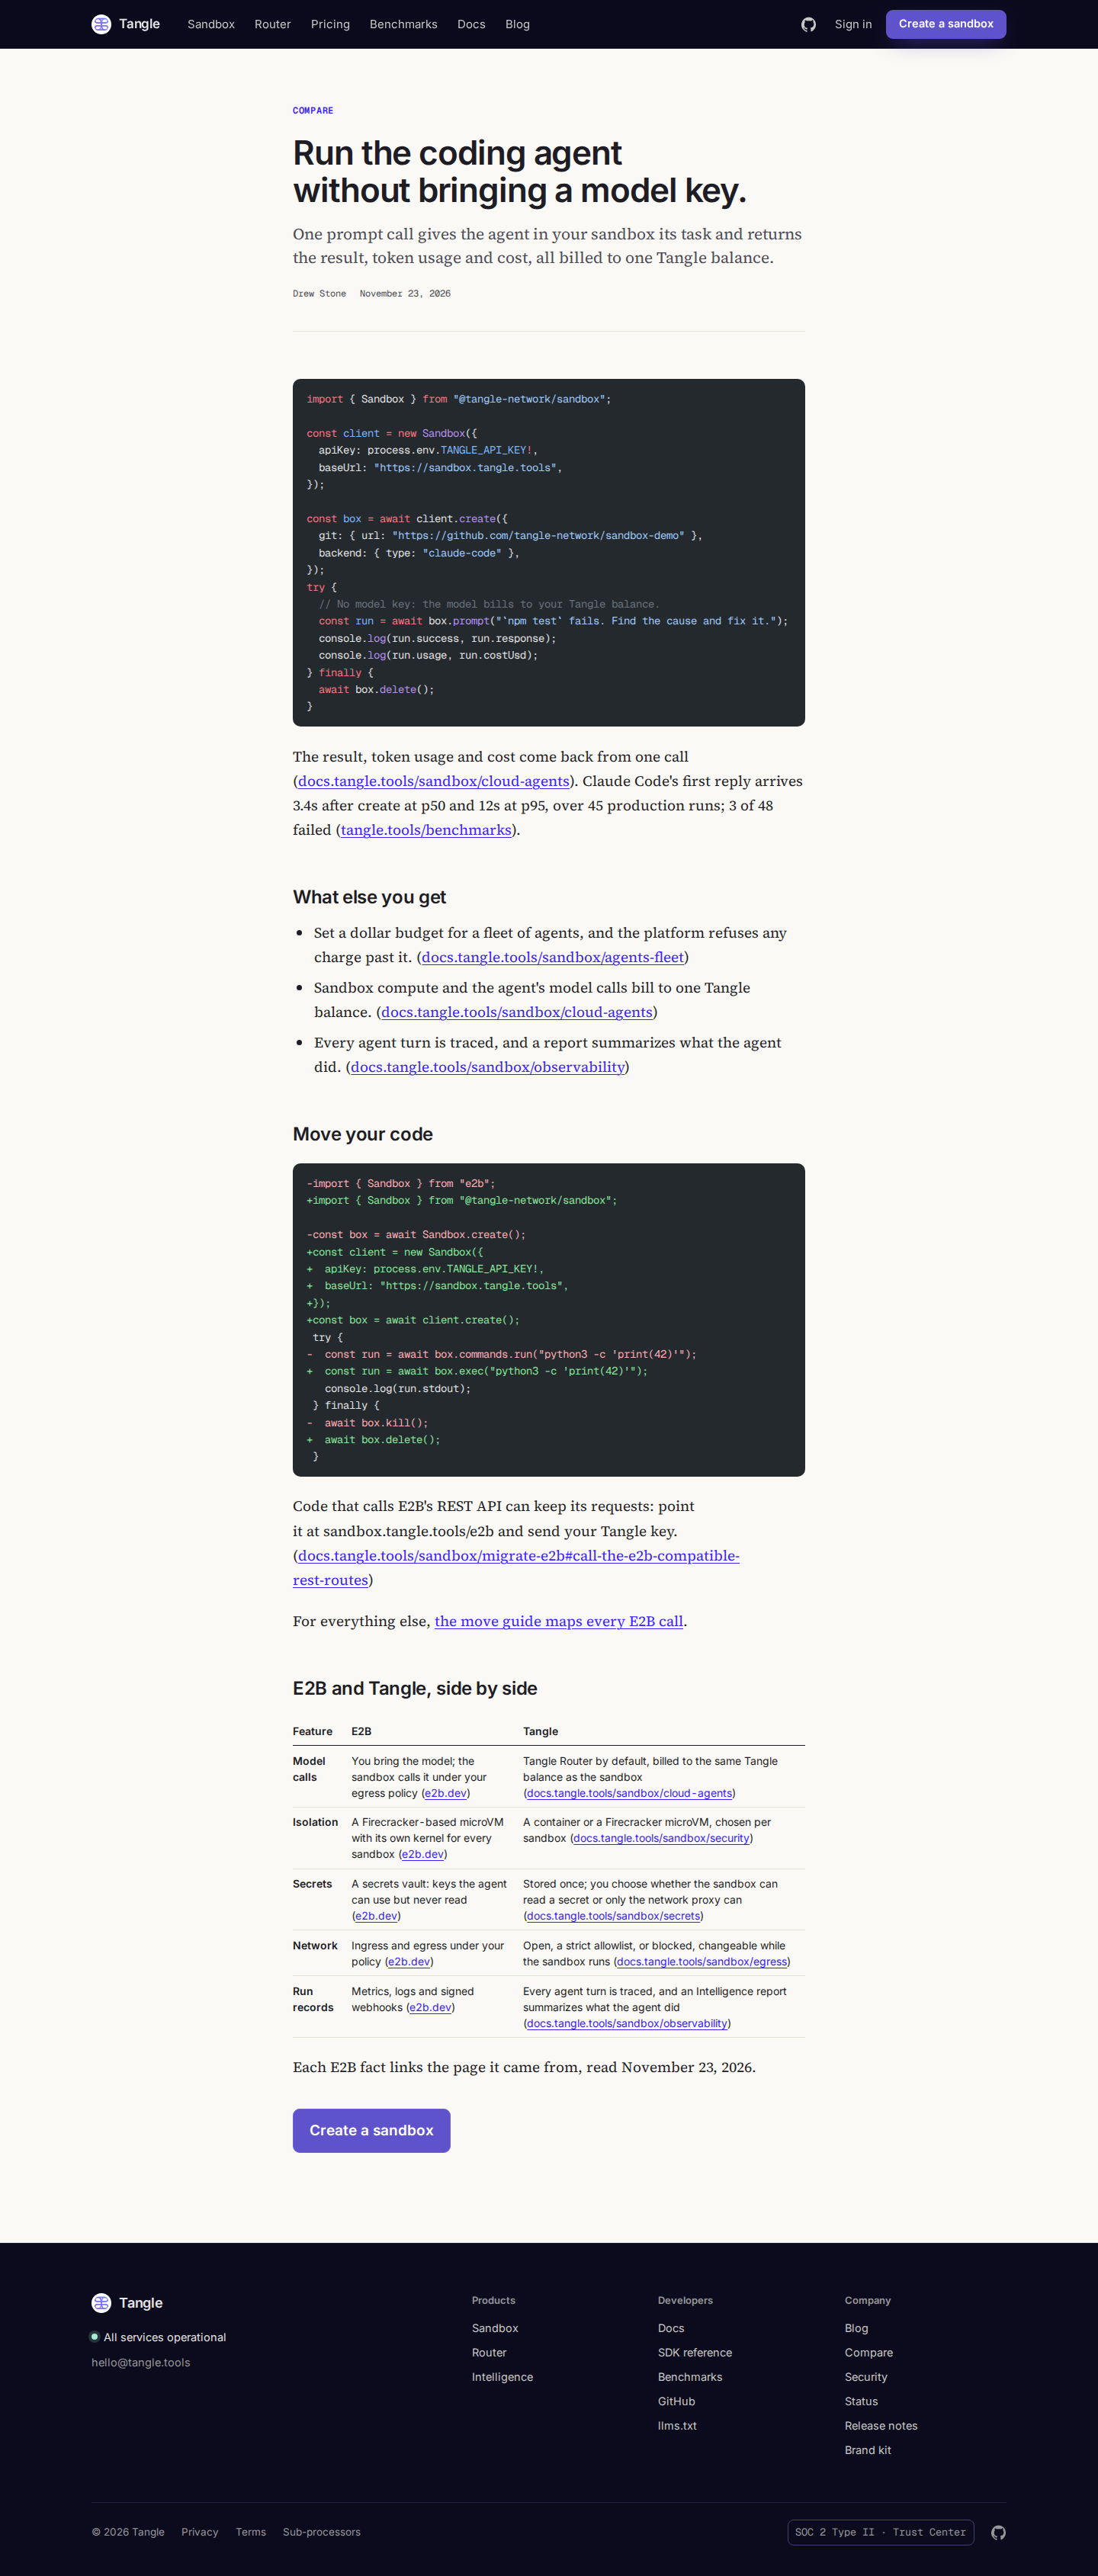 Tangle
Sandbox
Router
Pricing
Benchmarks
Docs
Blog
Sign in
Create a sandbox
COMPARE
Run the coding agent
without bringing a model key.
One prompt call gives the agent in your sandbox its task and returns
the result, token usage and cost, all billed to one Tangle balance.
Drew Stone November 23, 2026
import { Sandbox } from "@tangle-network/sandbox";
const client = new Sandbox({
  apiKey: process.env.TANGLE_API_KEY!,
  baseUrl: "https://sandbox.tangle.tools",
});
const box = await client.create({
  git: { url: "https://github.com/tangle-network/sandbox-demo" },
  backend: { type: "claude-code" },
});
try {
  // No model key: the model bills to your Tangle balance.
  const run = await box.prompt("`npm test` fails. Find the cause and fix it.");
  console.log(run.success, run.response);
  console.log(run.usage, run.costUsd);
} finally {
  await box.delete();
}
The result, token usage and cost come back from one call
(docs.tangle.tools/sandbox/cloud-agents). Claude Code's first reply arrives
3.4s after create at p50 and 12s at p95, over 45 production runs; 3 of 48
failed (tangle.tools/benchmarks).
What else you get
• Set a dollar budget for a fleet of agents, and the platform refuses any
charge past it. (docs.tangle.tools/sandbox/agents-fleet)
• Sandbox compute and the agent's model calls bill to one Tangle
balance. (docs.tangle.tools/sandbox/cloud-agents)
• Every agent turn is traced, and a report summarizes what the agent
did. (docs.tangle.tools/sandbox/observability)
Move your code
-import { Sandbox } from "e2b";
+import { Sandbox } from "@tangle-network/sandbox";
-const box = await Sandbox.create();
+const client = new Sandbox({
+  apiKey: process.env.TANGLE_API_KEY!,
+  baseUrl: "https://sandbox.tangle.tools",
+});
+const box = await client.create();
 try {
-  const run = await box.commands.run("python3 -c 'print(42)'");
+  const run = await box.exec("python3 -c 'print(42)'");
   console.log(run.stdout);
 } finally {
-  await box.kill();
+  await box.delete();
 }
Code that calls E2B's REST API can keep its requests: point
it at sandbox.tangle.tools/e2b and send your Tangle key.
(docs.tangle.tools/sandbox/migrate-e2b#call-the-e2b-compatible-
rest-routes)
For everything else, the move guide maps every E2B call.
E2B and Tangle, side by side
Feature
E2B
Tangle
Model
calls
You bring the model; the
sandbox calls it under your
egress policy (e2b.dev)
Tangle Router by default, billed to the same Tangle
balance as the sandbox
(docs.tangle.tools/sandbox/cloud-agents)
Isolation
A Firecracker-based microVM
with its own kernel for every
sandbox (e2b.dev)
A container or a Firecracker microVM, chosen per
sandbox (docs.tangle.tools/sandbox/security)
Secrets
A secrets vault: keys the agent
can use but never read
(e2b.dev)
Stored once; you choose whether the sandbox can
read a secret or only the network proxy can
(docs.tangle.tools/sandbox/secrets)
Network
Ingress and egress under your
policy (e2b.dev)
Open, a strict allowlist, or blocked, changeable while
the sandbox runs (docs.tangle.tools/sandbox/egress)
Run
records
Metrics, logs and signed
webhooks (e2b.dev)
Every agent turn is traced, and an Intelligence report
summarizes what the agent did
(docs.tangle.tools/sandbox/observability)
Each E2B fact links the page it came from, read November 23, 2026.
Create a sandbox
Tangle
All services operational
hello@tangle.tools
Products
Sandbox
Router
Intelligence
Developers
Docs
SDK reference
Benchmarks
GitHub
llms.txt
Company
Blog
Compare
Security
Status
Release notes
Brand kit
© 2026 Tangle
Privacy
Terms
Sub-processors
SOC 2 Type II · Trust Center